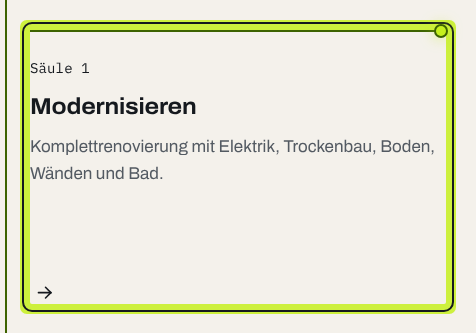 Säule 1
Modernisieren
Komplettrenovierung mit Elektrik, Trockenbau, Boden,
Wänden und Bad.